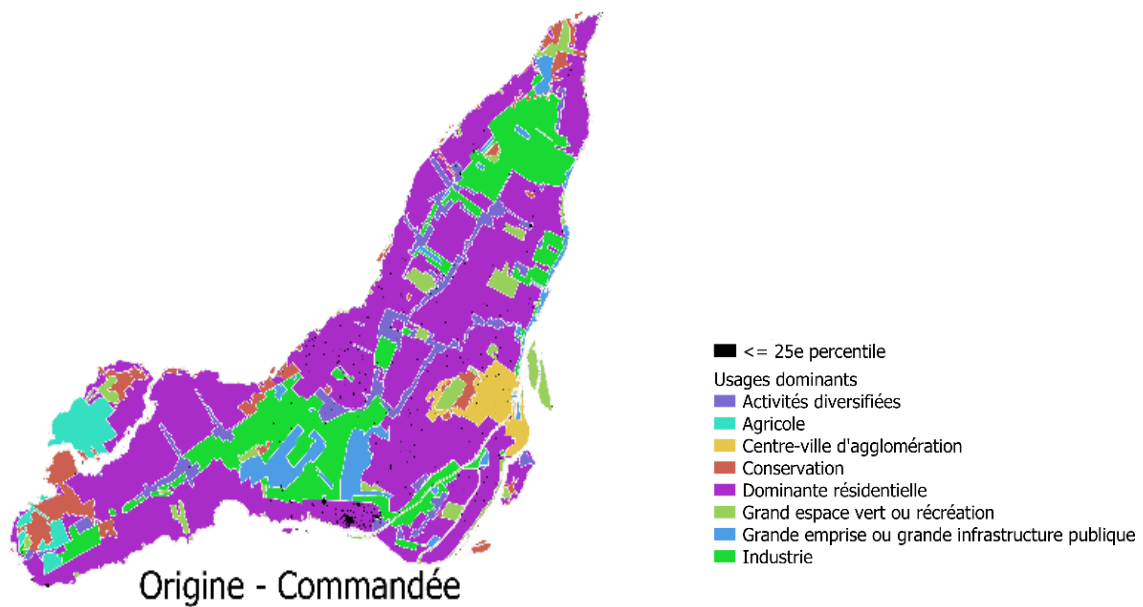 <= 25e percentile
Usages dominants
Activités diversifiées
Agricole
Centre-ville d'agglomération
Conservation
Dominante résidentielle
Grand espace vert ou récréation
Grande emprise ou grande infrastructure publique
Industrie
Origine - Commandée